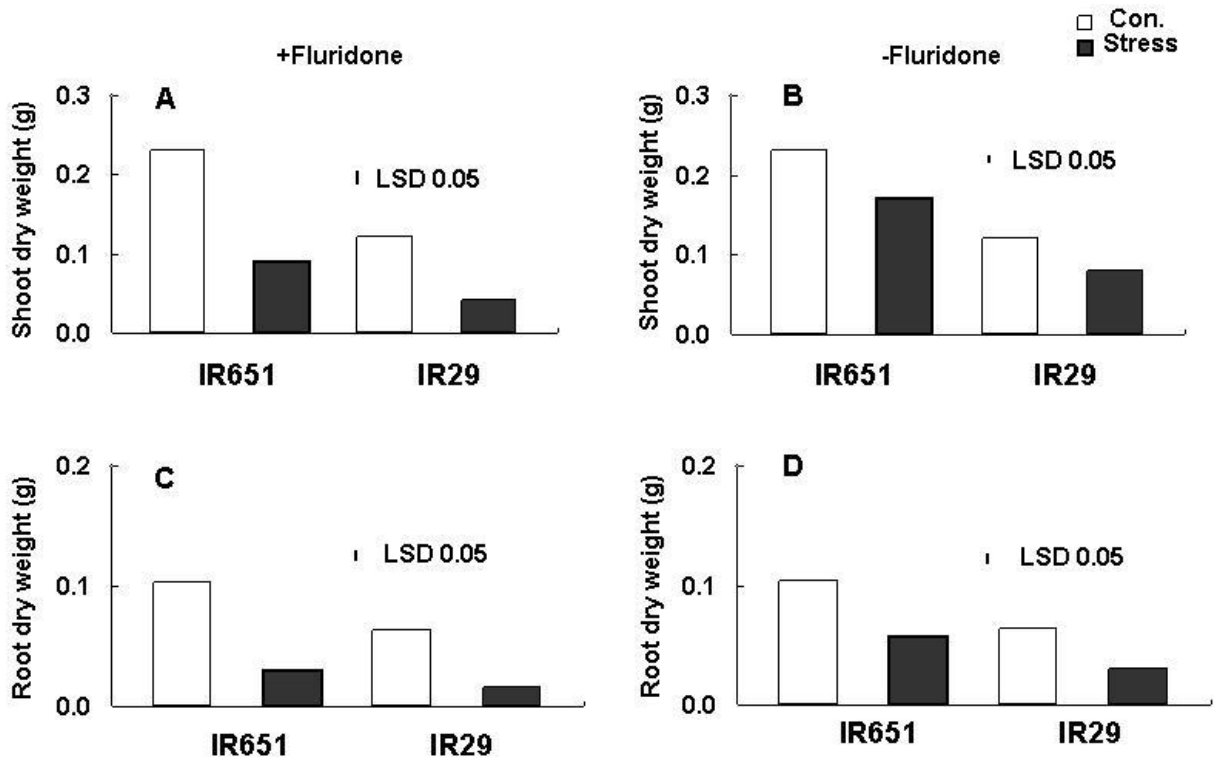 Con.
Stress
+Fluridone
-Fluridone
Shoot dry weight (g)
0.3
0.2
0.1
0.0
A
LSD 0.05
IR651 IR29
Shoot dry weight (g)
0.3
0.2
0.1
0.0
B
LSD 0.05
IR651 IR29
Root dry weight (g)
0.2
0.1
0.0
C
LSD 0.05
IR651 IR29
Root dry weight (g)
0.2
0.1
0.0
D
LSD 0.05
IR651 IR29